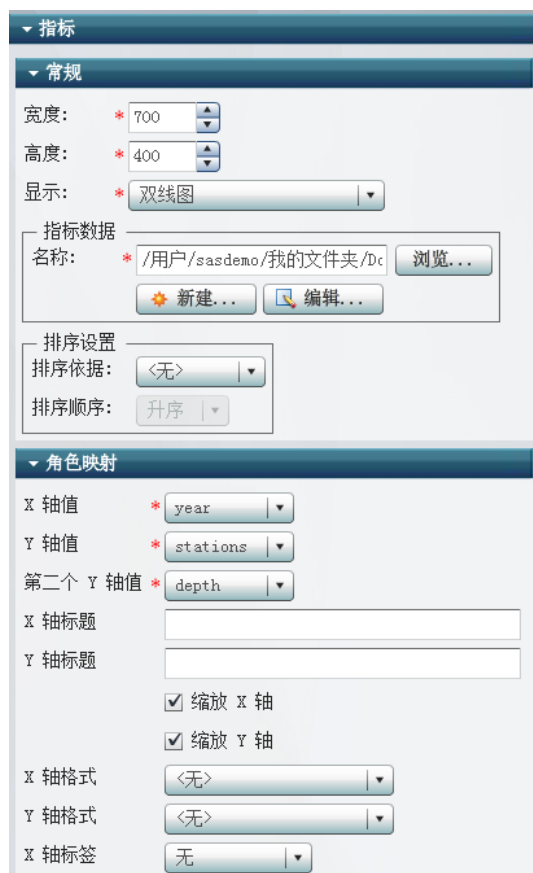 指标
常规
宽度: * 700
高度: * 400
显示: * 双线图
指标数据
名称: * /用户/sasdemo/我的文件夹/Do 浏览...
新建... 编辑...
排序设置
排序依据: <无>
排序顺序: 升序
角色映射
X 轴值 * year
Y 轴值 * stations
第二个 Y 轴值 * depth
X 轴标题
Y 轴标题
缩放 X 轴
缩放 Y 轴
X 轴格式 <无>
Y 轴格式 <无>
X 轴标签 无